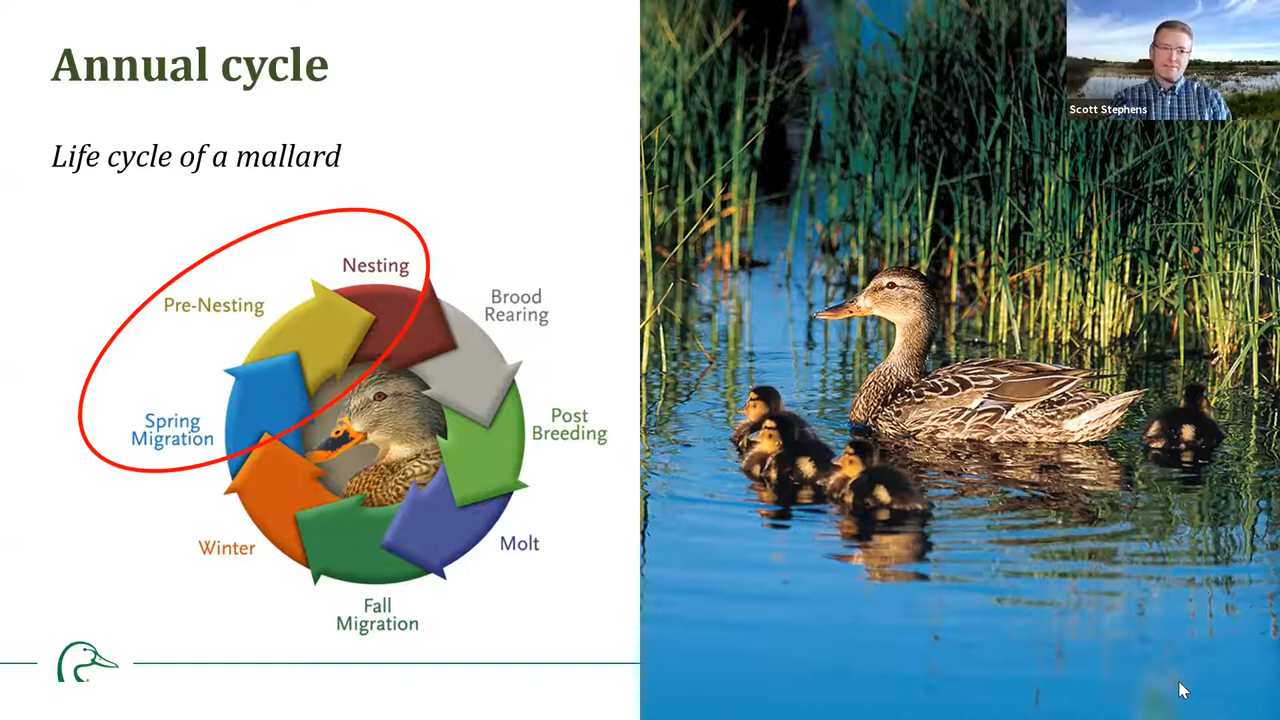 Annual cycle
Life cycle of a mallard
Nesting
Pre-Nesting
Brood
Rearing
Spring
Migration
Post
Breeding
Winter
Molt
Fall
Migration
Scott Stephens